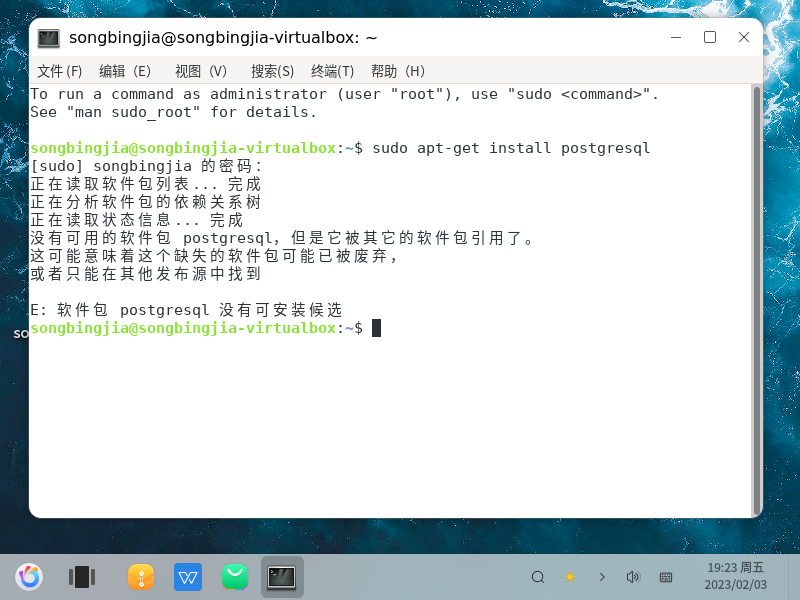 songbingjia@songbingjia-virtualbox: ~
文件 (F) 编辑（E） 视图（V） 搜索(S) 终端(T) 帮助（H）
To run a command as administrator (user "root"), use "sudo <command>".
See "man sudo_root" for details.
songbingjia@songbingjia-virtualbox:~$ sudo apt-get install postgresql
[sudo] songbingjia 的密码：
正在读取软件包列表... 完成
正在分析软件包的依赖关系树
正在读取状态信息... 完成
没有可用的软件包 postgresql，但是它被其它的软件包引用了。
这可能意味着这个缺失的软件包可能已被废弃，
或者只能在其他发布源中找到
E: 软件包 postgresql 没有可安装候选
songbingjia@songbingjia-virtualbox:~$
so
19:23 周五
2023/02/03